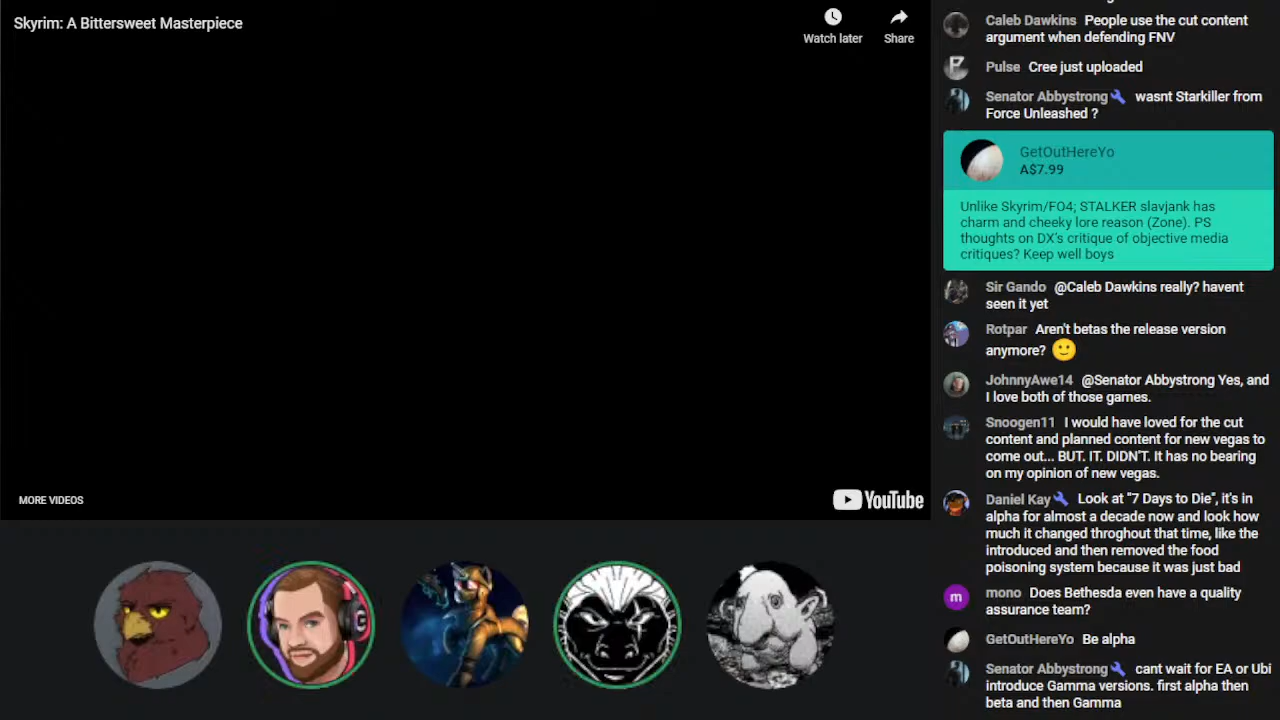 Skyrim: A Bittersweet Masterpiece
Watch later
Share
MORE VIDEOS
YouTube
Caleb Dawkins People use the cut content
argument when defending FNV
Pulse Cree just uploaded
Senator Abbystrong wasnt Starkiller from
Force Unleashed ?
GetOutHereYo
A$7.99
Unlike Skyrim/FO4; STALKER slavjank has
charm and cheeky lore reason (Zone). PS
thoughts on DX's critique of objective media
critiques? Keep well boys
Sir Gando @Caleb Dawkins really? havent
seen it yet
Rotpar Aren't betas the release version
anymore?
JohnnyAwe14 @Senator Abbystrong Yes, and
I love both of those games.
Snoogen11 I would have loved for the cut
content and planned content for new vegas to
come out... BUT. IT. DIDN'T. It has no bearing
on my opinion of new vegas.
Daniel Kay Look at "7 Days to Die", it's in
alpha for almost a decade now and look how
much it changed throghout that time, like the
introduced and then removed the food
poisoning system because it was just bad
m
mono Does Bethesda even have a quality
assurance team?
GetOutHereYo Be alpha
Senator Abbystrong cant wait for EA or Ubi
introduce Gamma versions. first alpha then
beta and then Gamma